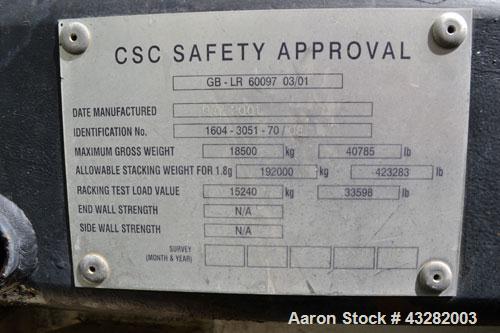 CSC SAFETY APPROVAL
GB - LR 60097 03/01
DATE MANUFACTURED 2001
IDENTIFICATION No. 1604 - 3051 - 70 /
MAXIMUM GROSS WEIGHT 18500 kg 40785 lb
ALLOWABLE STACKING WEIGHT FOR 1.8g 192000 kg 423283 lb
RACKING TEST LOAD VALUE 15240 kg 33598 lb
END WALL STRENGTH N/A
SIDE WALL STRENGTH N/A
SURVEY
(MONTH & YEAR)
Aaron Stock # 43282003